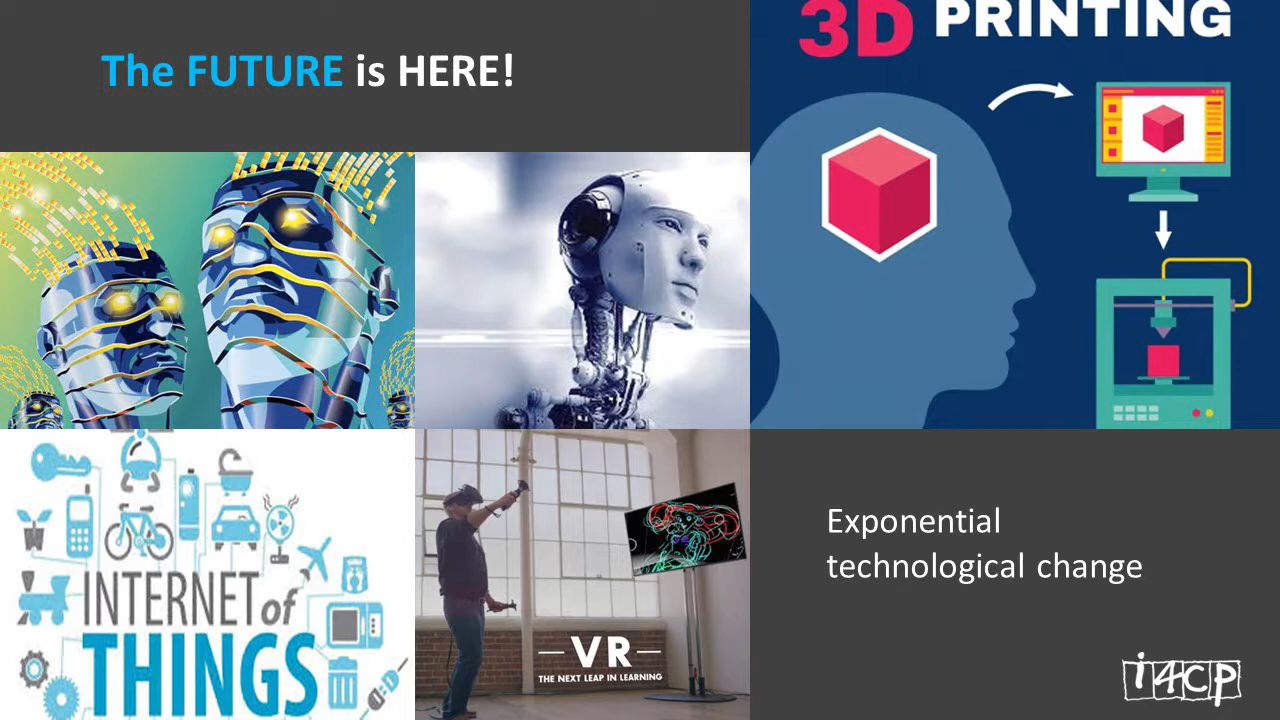 The FUTURE is HERE!
3D PRINTING
INTERNET of
THINGS
VR
THE NEXT LEAP IN LEARNING
Exponential
technological change
i4cp